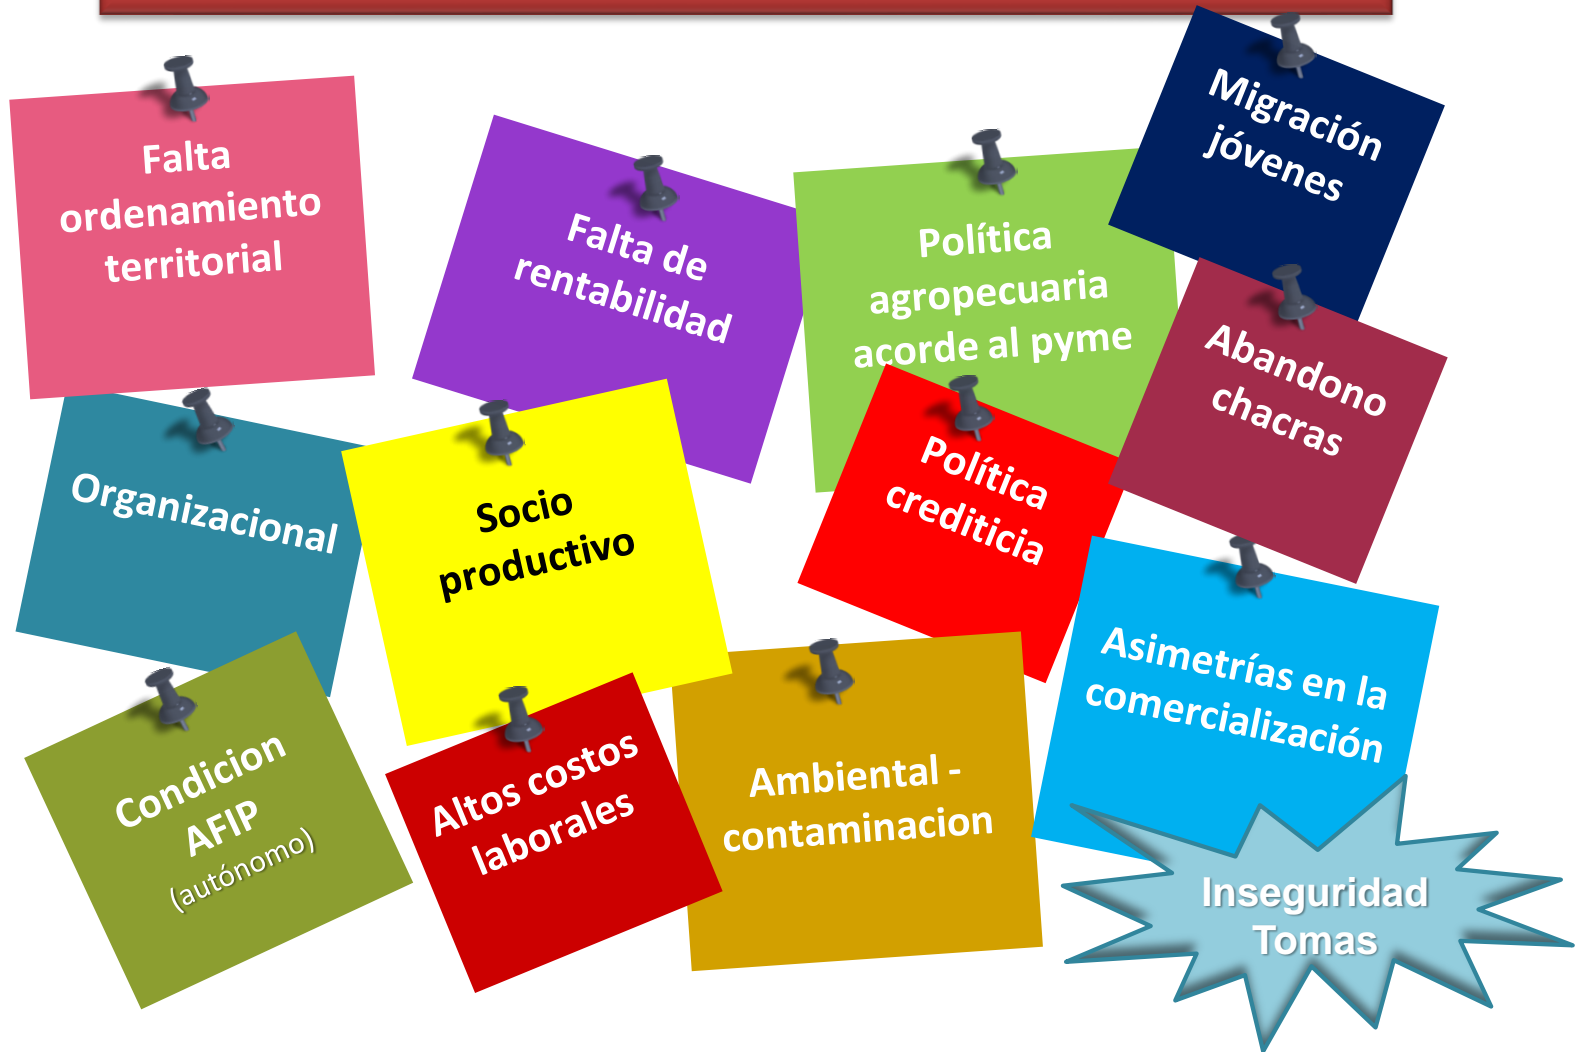 Falta
ordenamiento
territorial
Falta de
rentabilidad
Política
agropecuaria
acorde al pyme
Migración
jóvenes
Abandono
chacras
Organizacional
Socio
productivo
Política
crediticia
Asimetrías en la
comercialización
Condicion
AFIP
(autónomo)
Altos costos
laborales
Ambiental -
contaminacion
Inseguridad
Tomas